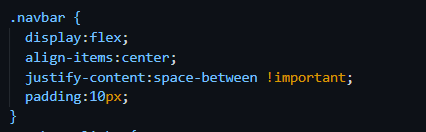 .navbar {
display:flex;
align-items:center;
justify-content:space-between !important;
padding:10px;
}